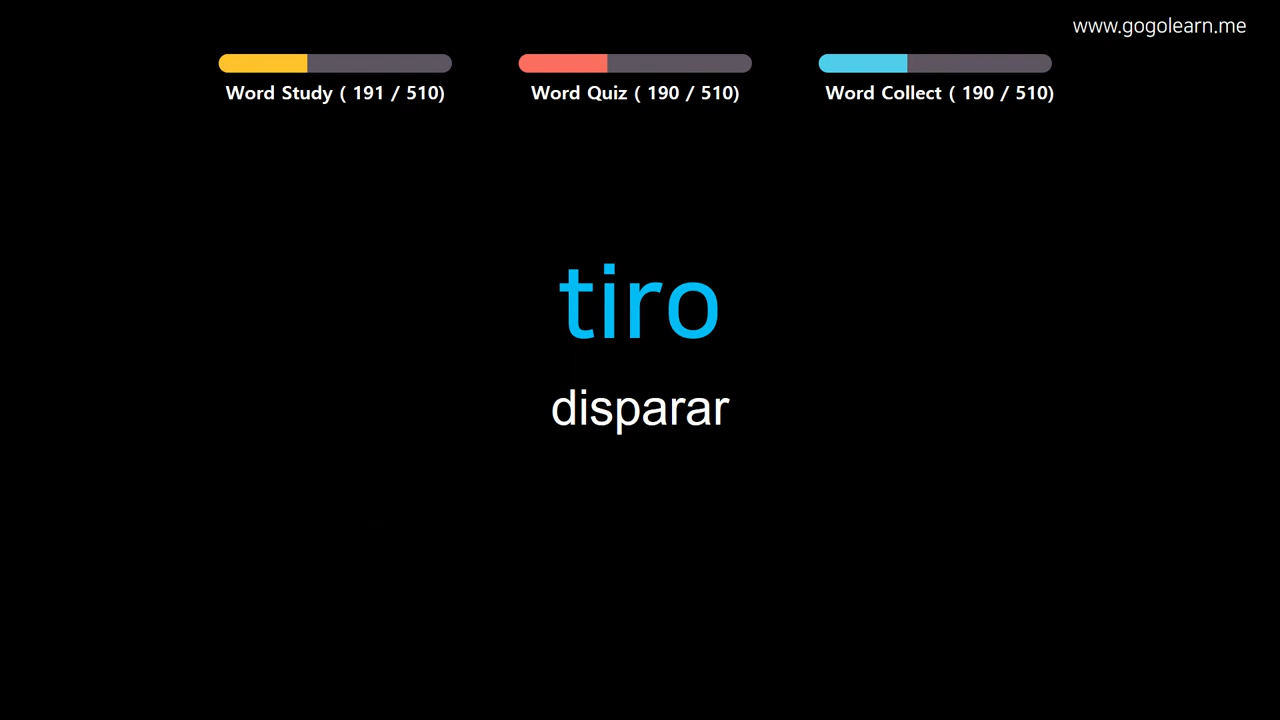 www.gogolearn.me
Word Study ( 191 / 510)
Word Quiz ( 190 / 510)
Word Collect ( 190 / 510)
tiro
disparar